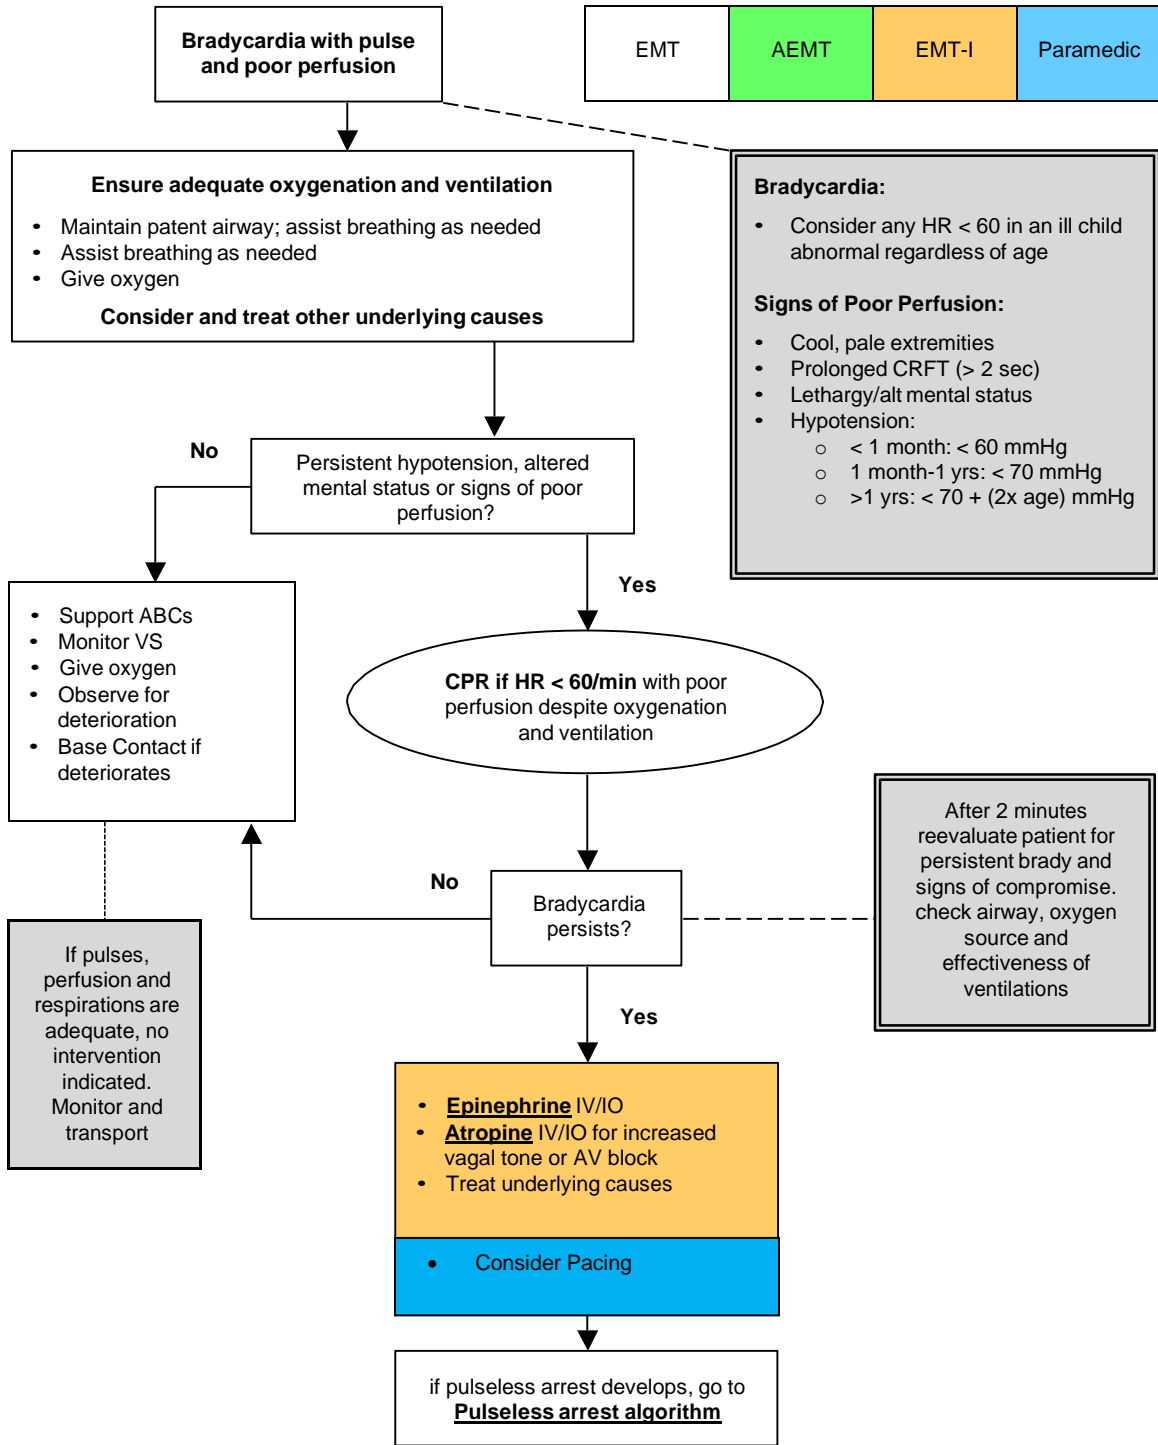 Bradycardia with pulse
and poor perfusion
EMT
AEMT
EMT-I
Paramedic
Ensure adequate oxygenation and ventilation
• Maintain patent airway; assist breathing as needed
• Assist breathing as needed
• Give oxygen
Consider and treat other underlying causes
Bradycardia:
• Consider any HR < 60 in an ill child
abnormal regardless of age
Signs of Poor Perfusion:
• Cool, pale extremities
• Prolonged CRFT (> 2 sec)
• Lethargy/alt mental status
• Hypotension:
o < 1 month: < 60 mmHg
o 1 month-1 yrs: < 70 mmHg
o >1 yrs: < 70 + (2x age) mmHg
No
Persistent hypotension, altered
mental status or signs of poor
perfusion?
Yes
• Support ABCs
• Monitor VS
• Give oxygen
• Observe for
deterioration
• Base Contact if
deteriorates
CPR if HR < 60/min with poor
perfusion despite oxygenation
and ventilation
After 2 minutes
reevaluate patient for
persistent brady and
signs of compromise.
check airway, oxygen
source and
effectiveness of
ventilations
No
Bradycardia
persists?
If pulses,
perfusion and
respirations are
adequate, no
intervention
indicated.
Monitor and
transport
Yes
• Epinephrine IV/IO
• Atropine IV/IO for increased
vagal tone or AV block
• Treat underlying causes
• Consider Pacing
if pulseless arrest develops, go to
Pulseless arrest algorithm